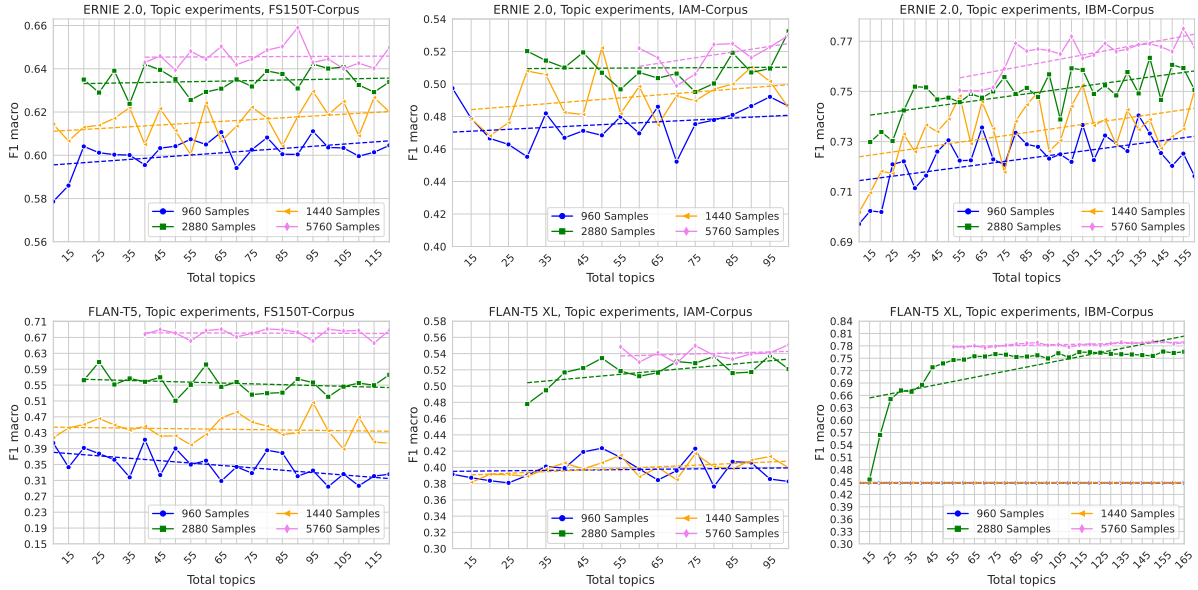 ERNIE 2.0, Topic experiments, FS150T-Corpus
F1 macro
0.66
0.64
0.62
0.60
0.58
0.56
15 25 35 45 55 65 75 85 95 105 115
Total topics
960 Samples
2880 Samples
1440 Samples
5760 Samples
ERNIE 2.0, Topic experiments, IAM-Corpus
F1 macro
0.54
0.52
0.50
0.48
0.46
0.44
0.42
0.40
15 25 35 45 55 65 75 85 95
Total topics
960 Samples
2880 Samples
1440 Samples
5760 Samples
ERNIE 2.0, Topic experiments, IBM-Corpus
F1 macro
0.77
0.75
0.73
0.71
0.69
15 25 35 45 55 65 75 85 95 105 115 125 135 145 155
Total topics
960 Samples
2880 Samples
1440 Samples
5760 Samples
FLAN-T5, Topic experiments, FS150T-Corpus
F1 macro
0.71
0.67
0.63
0.59
0.55
0.51
0.47
0.43
0.39
0.35
0.31
0.27
0.23
0.19
0.15
15 25 35 45 55 65 75 85 95 105 115
Total topics
960 Samples
2880 Samples
1440 Samples
5760 Samples
FLAN-T5 XL, Topic experiments, IAM-Corpus
F1 macro
0.58
0.56
0.54
0.52
0.50
0.48
0.46
0.44
0.42
0.40
0.38
0.36
0.34
0.32
0.30
15 25 35 45 55 65 75 85 95
Total topics
960 Samples
2880 Samples
1440 Samples
5760 Samples
FLAN-T5 XL, Topic experiments, IBM-Corpus
F1 macro
0.84
0.81
0.78
0.75
0.72
0.69
0.66
0.63
0.60
0.57
0.54
0.51
0.48
0.45
0.42
0.39
0.36
0.33
0.30
15 25 35 45 55 65 75 85 95 105 115 125 135 145 155 165
Total topics
960 Samples
2880 Samples
1440 Samples
5760 Samples